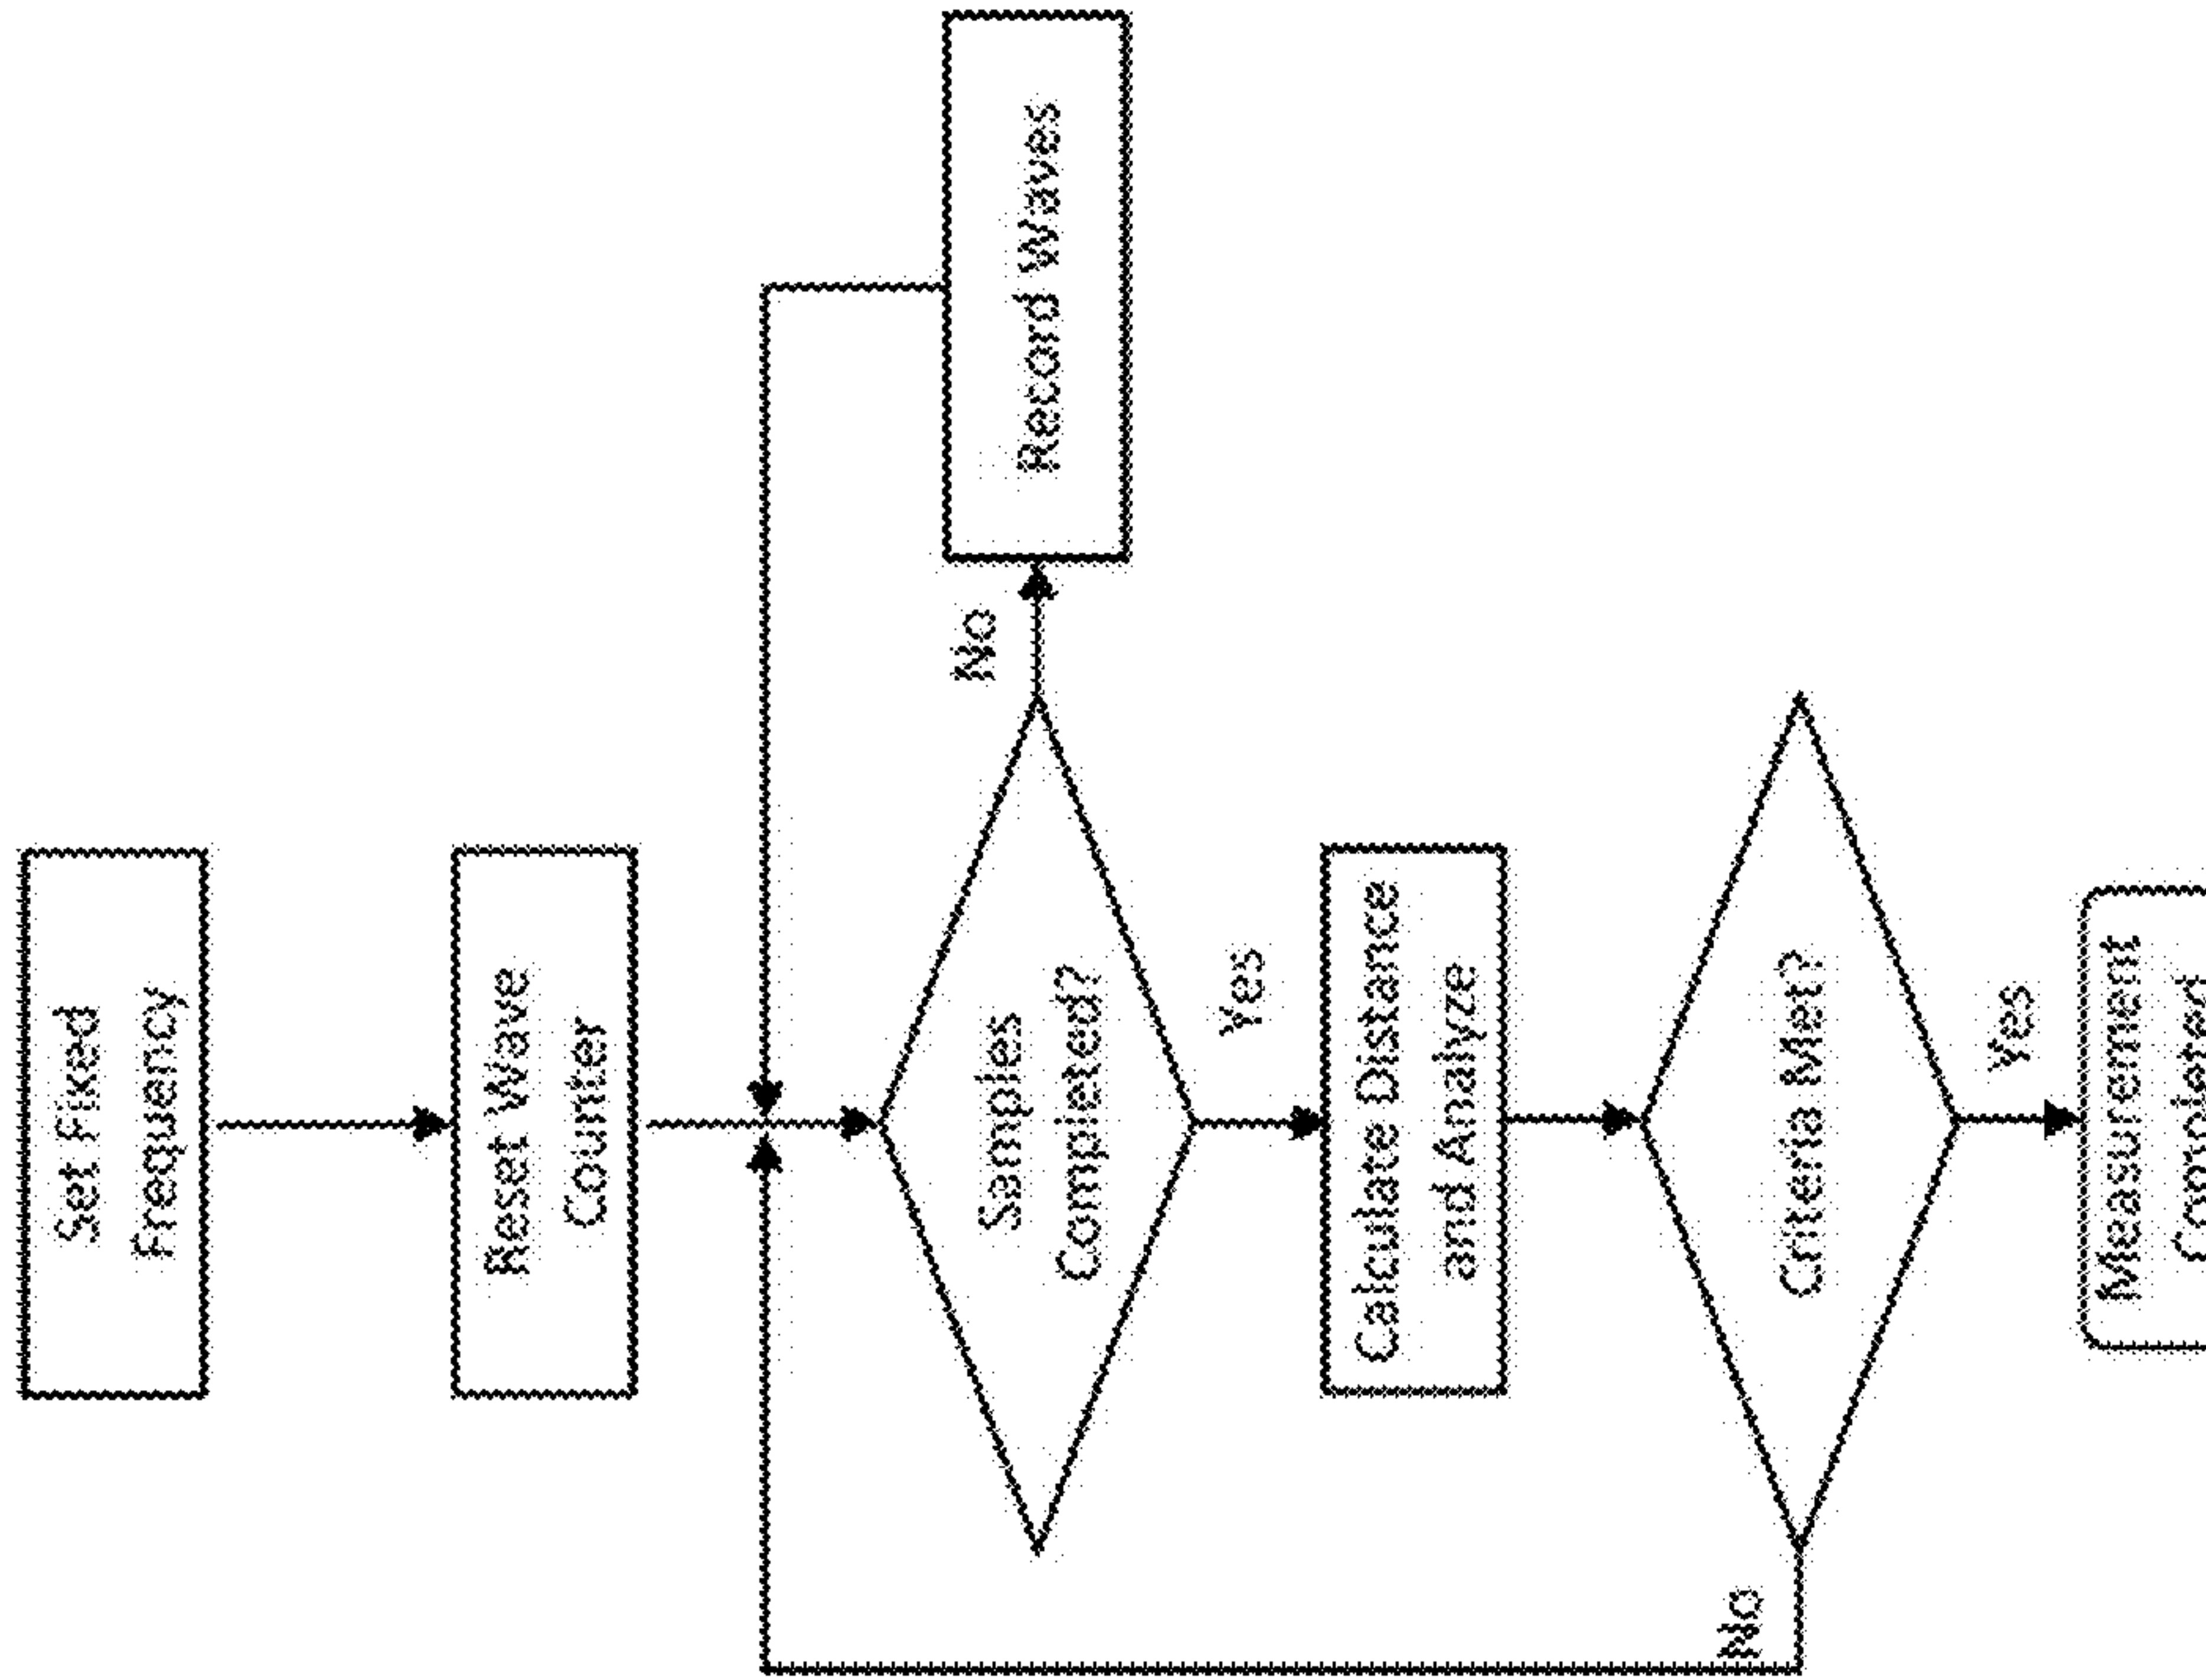 Set Fixed
Frequency
Reset Wave
Counter
Samples
Completed?
No
Record Waves
Yes
Calculate Distance
and Analyze
Criteria Met?
No
Yes
Measurement
Completed